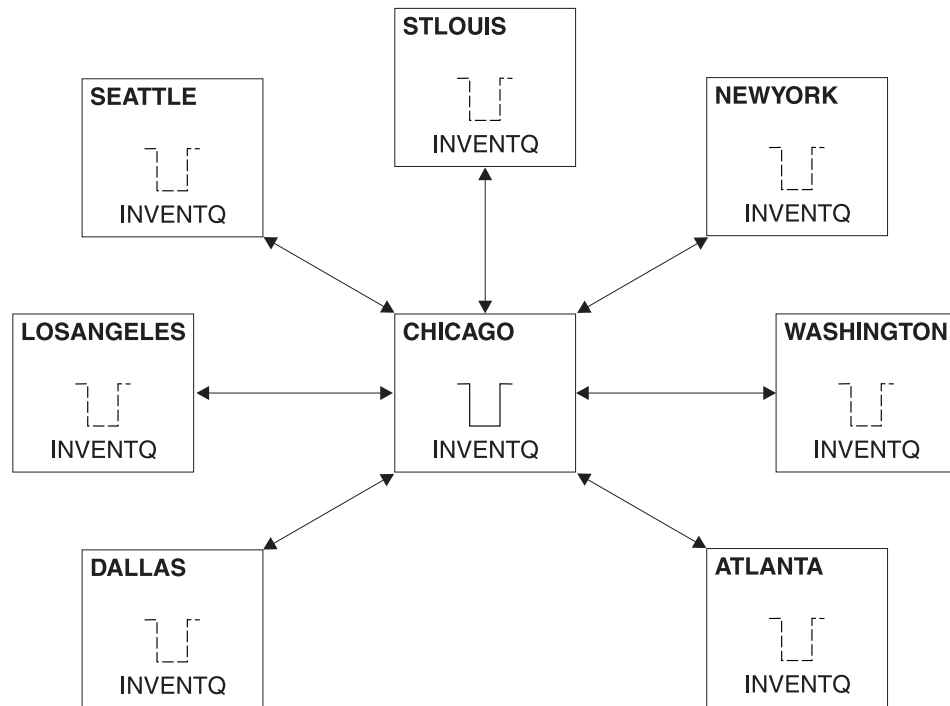 STLOUIS
INVENTQ
SEATTLE
INVENTQ
NEWYORK
INVENTQ
LOSANGELES
INVENTQ
CHICAGO
INVENTQ
WASHINGTON
INVENTQ
DALLAS
INVENTQ
ATLANTA
INVENTQ